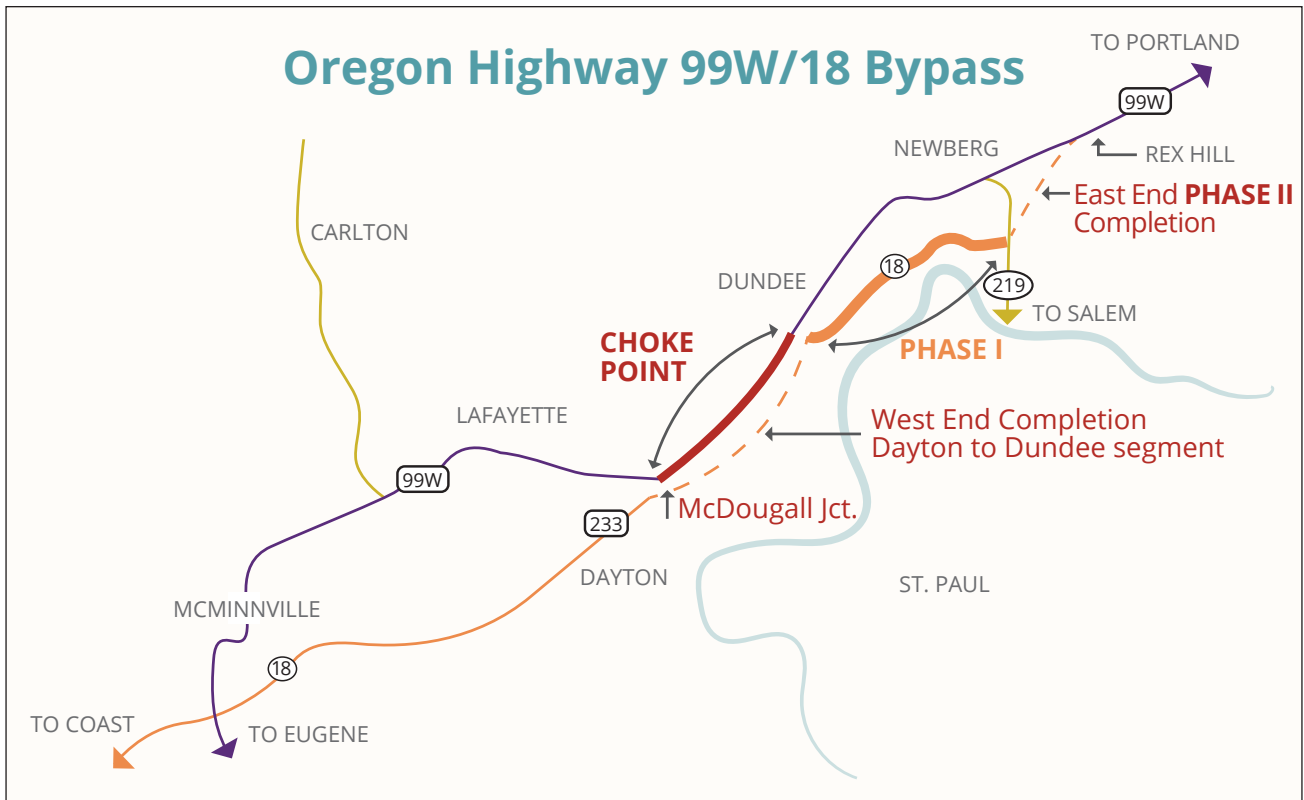 Oregon Highway 99W/18 Bypass
TO PORTLAND
99W
NEWBERG
REX HILL
East End PHASE II
Completion
CARLTON
18
DUNDEE
219
TO SALEM
CHOKE
POINT
PHASE I
LAFAYETTE
West End Completion
Dayton to Dundee segment
99W
McDougall Jct.
233
DAYTON
ST. PAUL
MCMINNVILLE
18
TO COAST
TO EUGENE